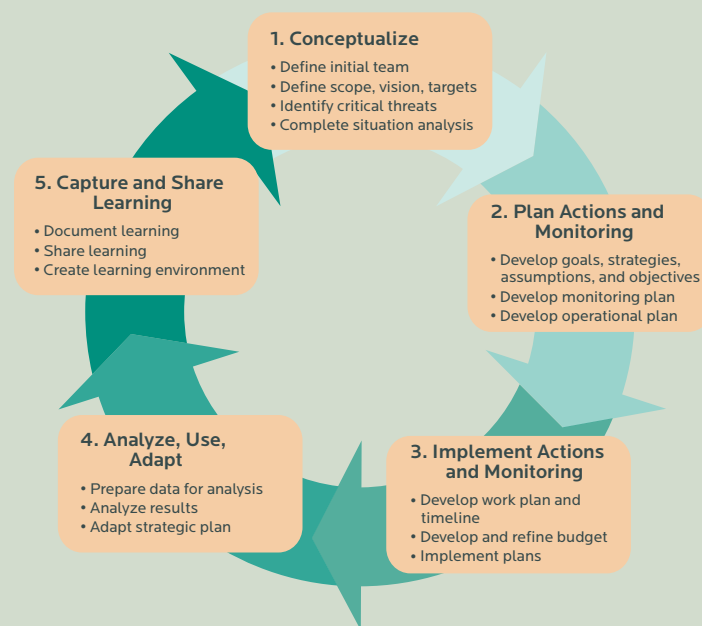 1. Conceptualize
• Define initial team
• Define scope, vision, targets
• Identify critical threats
• Complete situation analysis
2. Plan Actions and
Monitoring
• Develop goals, strategies,
assumptions, and objectives
• Develop monitoring plan
• Develop operational plan
3. Implement Actions
and Monitoring
• Develop work plan and
timeline
• Develop and refine budget
• Implement plans
4. Analyze, Use,
Adapt
• Prepare data for analysis
• Analyze results
• Adapt strategic plan
5. Capture and Share
Learning
• Document learning
• Share learning
• Create learning environment